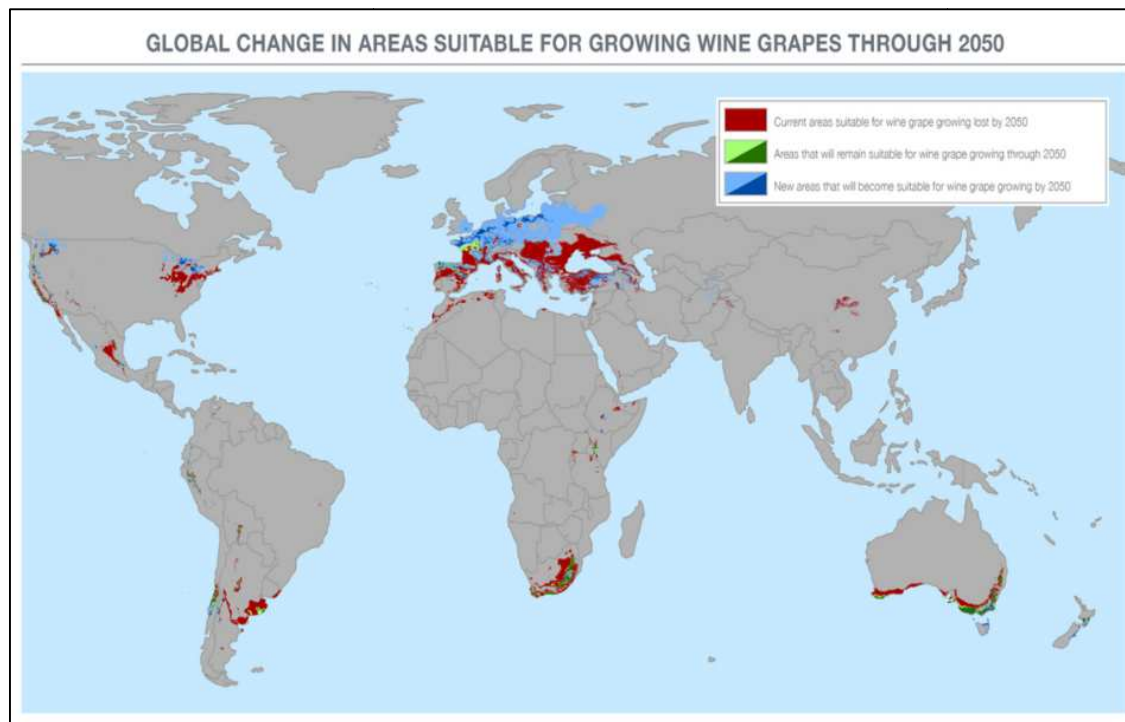 GLOBAL CHANGE IN AREAS SUITABLE FOR GROWING WINE GRAPES THROUGH 2050
Current areas suitable for wine grape growing lost by 2050
Areas that will remain suitable for wine grape growing through 2050
New areas that will become suitable for wine grape growing by 2050